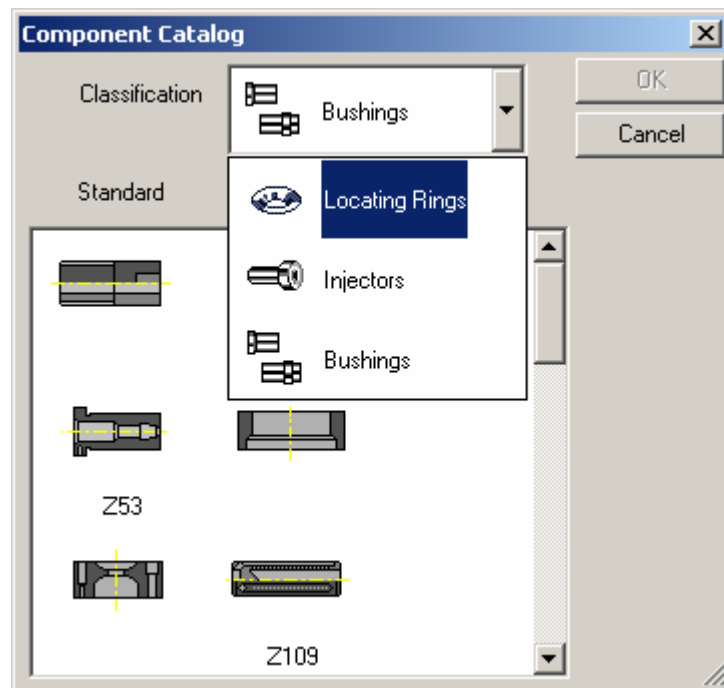 Component Catalog
Classification
Bushings
OK
Cancel
Standard
Locating Rings
Injectors
Bushings
Z53
Z109